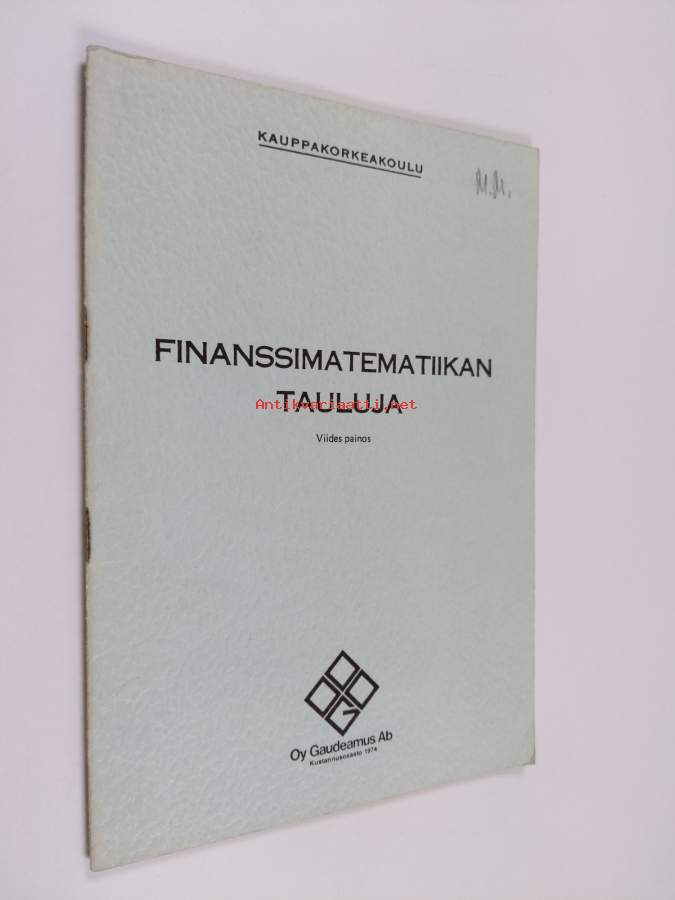 KAUPPAKORKEAKOULU
M.M.
FINANSSIMATEMATIIKAN
TAULUJA
Antikvariaatti.net
Viides painos
Oy Gaudeamus Ab
Kustannusosasto 1974